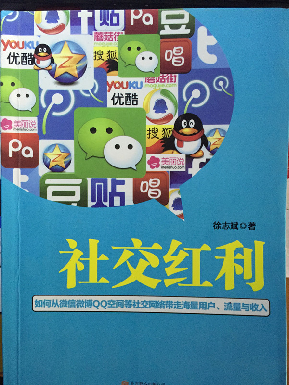 Pa 贴 蘑菇街 豆
YOUKU
优酷
搜狐 唱
蘑菇街
YOUKU
优酷
搜狐
美丽说
Pa
美丽说
豆 贴 唱
徐志斌◎著
社交红利
如何从微信微博QQ空间等社交网络带走海量用户、流量与收入